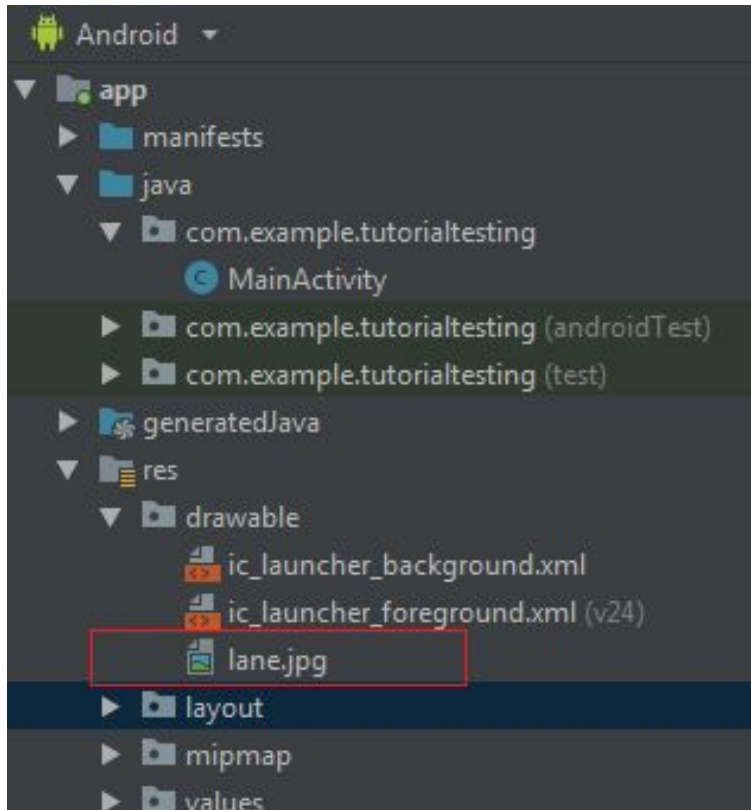 Android
app
manifests
java
com.example.tutorialtesting
MainActivity
com.example.tutorialtesting (androidTest)
com.example.tutorialtesting (test)
generatedJava
res
drawable
ic_launcher_background.xml
ic_launcher_foreground.xml (v24)
lane.jpg
layout
mipmap
values